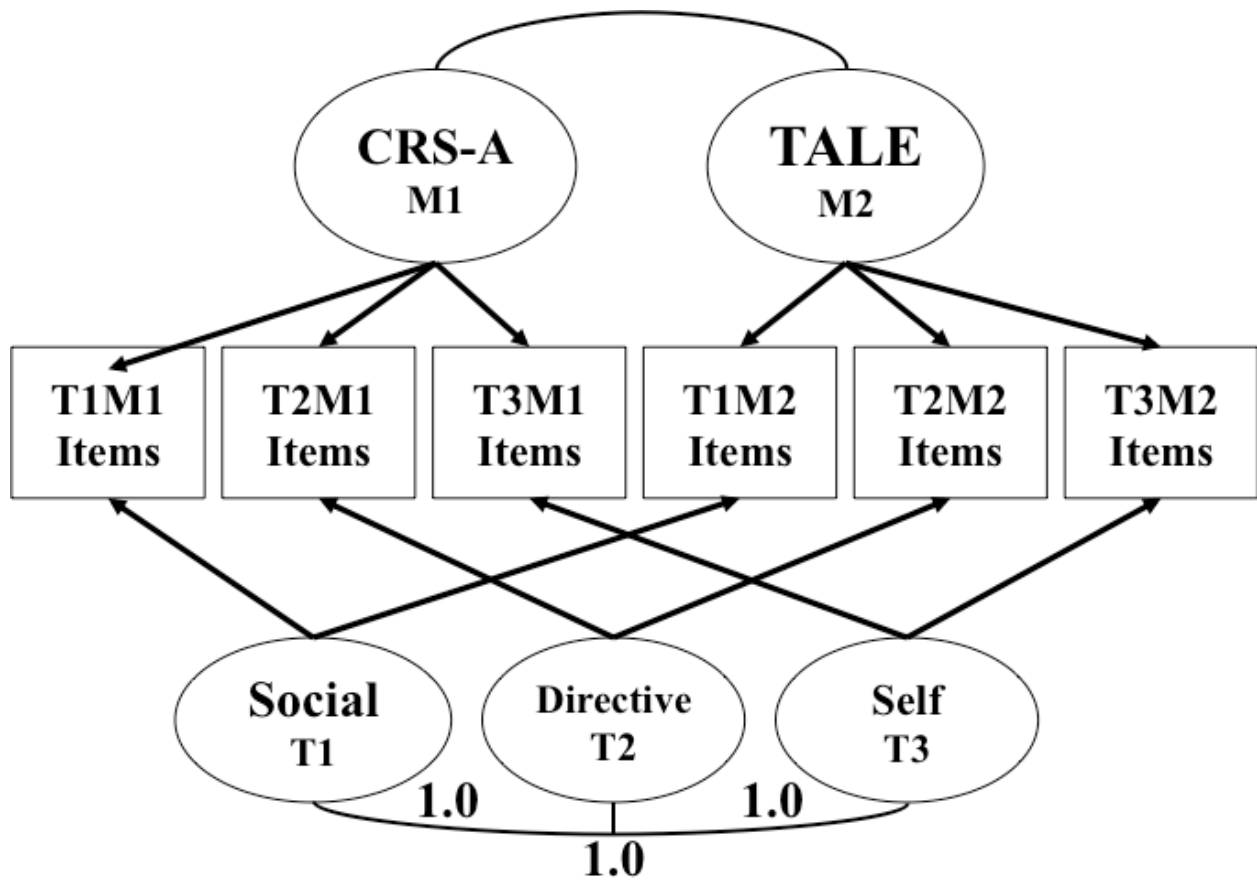 CRS-A
M1
TALE
M2
T1M1
Items
T2M1
Items
T3M1
Items
T1M2
Items
T2M2
Items
T3M2
Items
Social
T1
Directive
T2
Self
T3
1.0
1.0
1.0